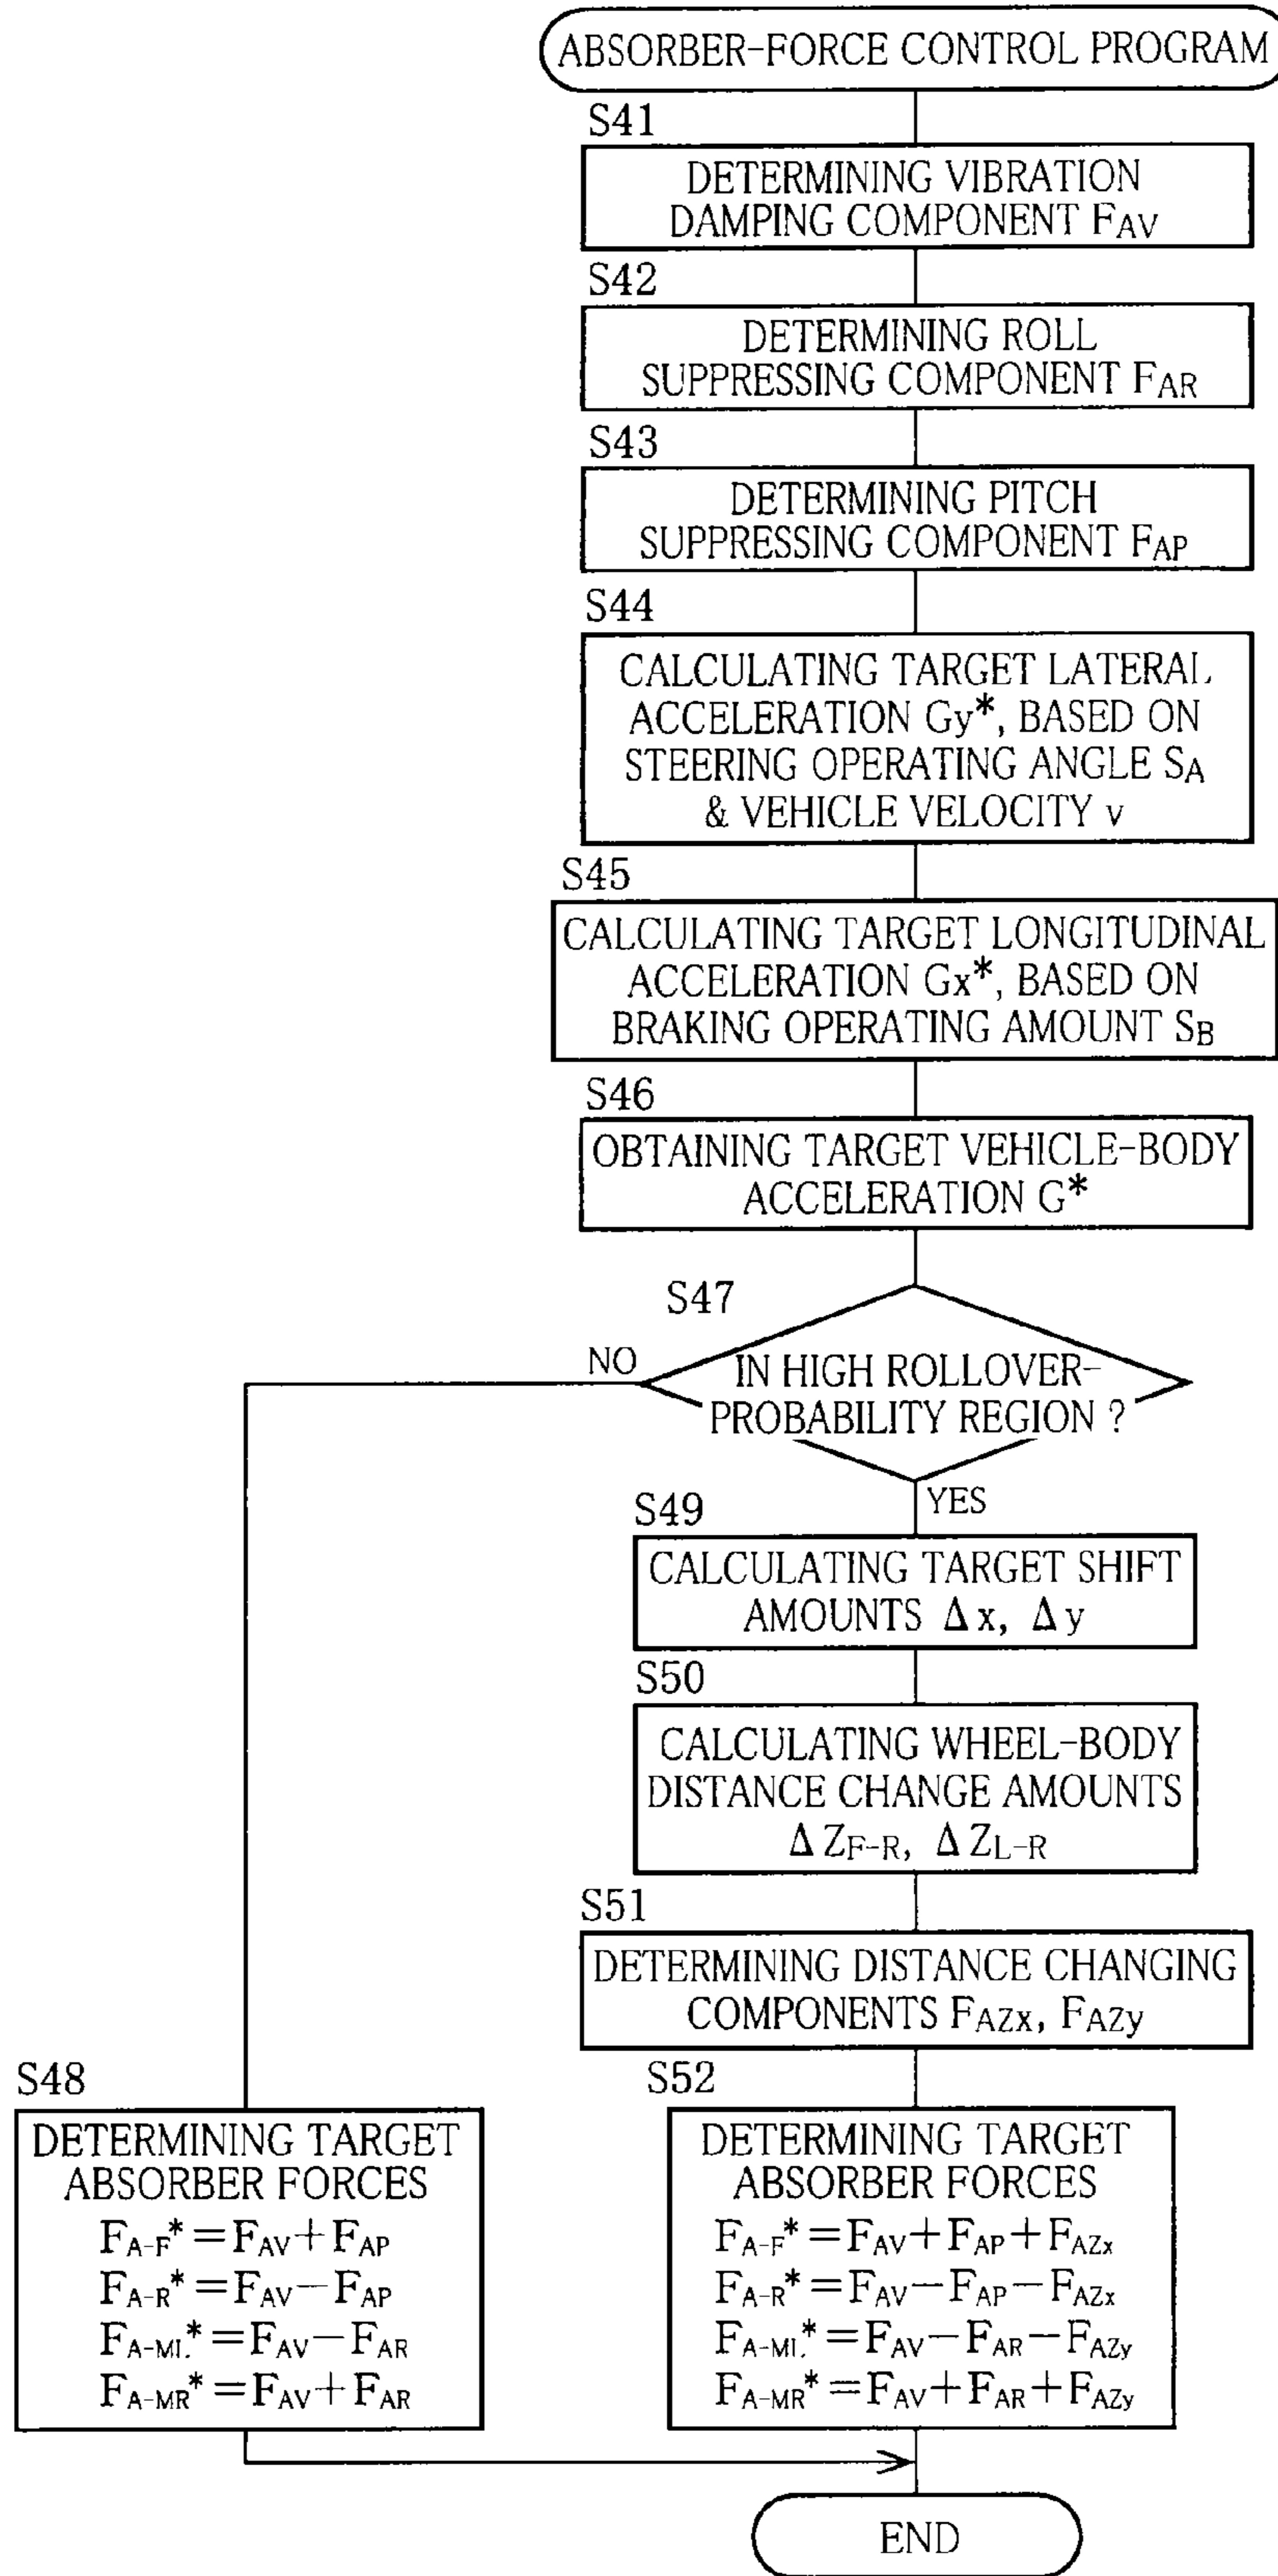 ABSORBER-FORCE CONTROL PROGRAM
S41
DETERMINING VIBRATION
DAMPING COMPONENT FAV
S42
DETERMINING ROLL
SUPPRESSING COMPONENT FAR
S43
DETERMINING PITCH
SUPPRESSING COMPONENT FAP
S44
CALCULATING TARGET LATERAL
ACCELERATION Gy*, BASED ON
STEERING OPERATING ANGLE SA
& VEHICLE VELOCITY v
S45
CALCULATING TARGET LONGITUDINAL
ACCELERATION Gx*, BASED ON
BRAKING OPERATING AMOUNT SB
S46
OBTAINING TARGET VEHICLE-BODY
ACCELERATION G*
S47
NO
IN HIGH ROLLOVER-
PROBABILITY REGION ?
YES
S49
CALCULATING TARGET SHIFT
AMOUNTS Δx, Δy
S50
CALCULATING WHEEL-BODY
DISTANCE CHANGE AMOUNTS
ΔZF-R, ΔZL-R
S51
DETERMINING DISTANCE CHANGING
COMPONENTS FAZx, FAZy
S48
DETERMINING TARGET
ABSORBER FORCES
FA-F*=FAV+FAP
FA-R*=FAV−FAP
FA-ML*=FAV−FAR
FA-MR*=FAV+FAR
S52
DETERMINING TARGET
ABSORBER FORCES
FA-F*=FAV+FAP+FAZx
FA-R*=FAV−FAP−FAZx
FA-ML*=FAV−FAR−FAZy
FA-MR*=FAV+FAR+FAZy
END